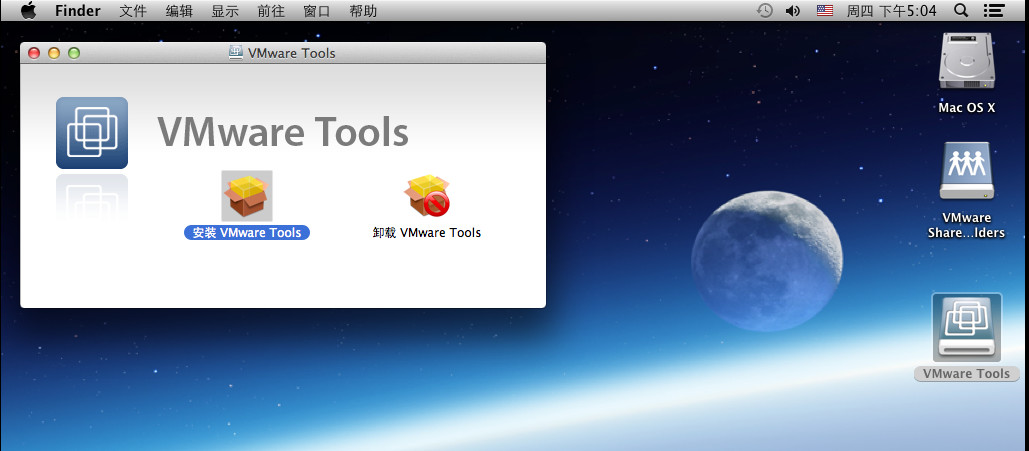 Finder 文件 编辑 显示 前往 窗口 帮助 周四 下午5:04
VMware Tools
VMware Tools
安装 VMware Tools
卸载 VMware Tools
Mac OS X
VMware
Share...lders
VMware Tools